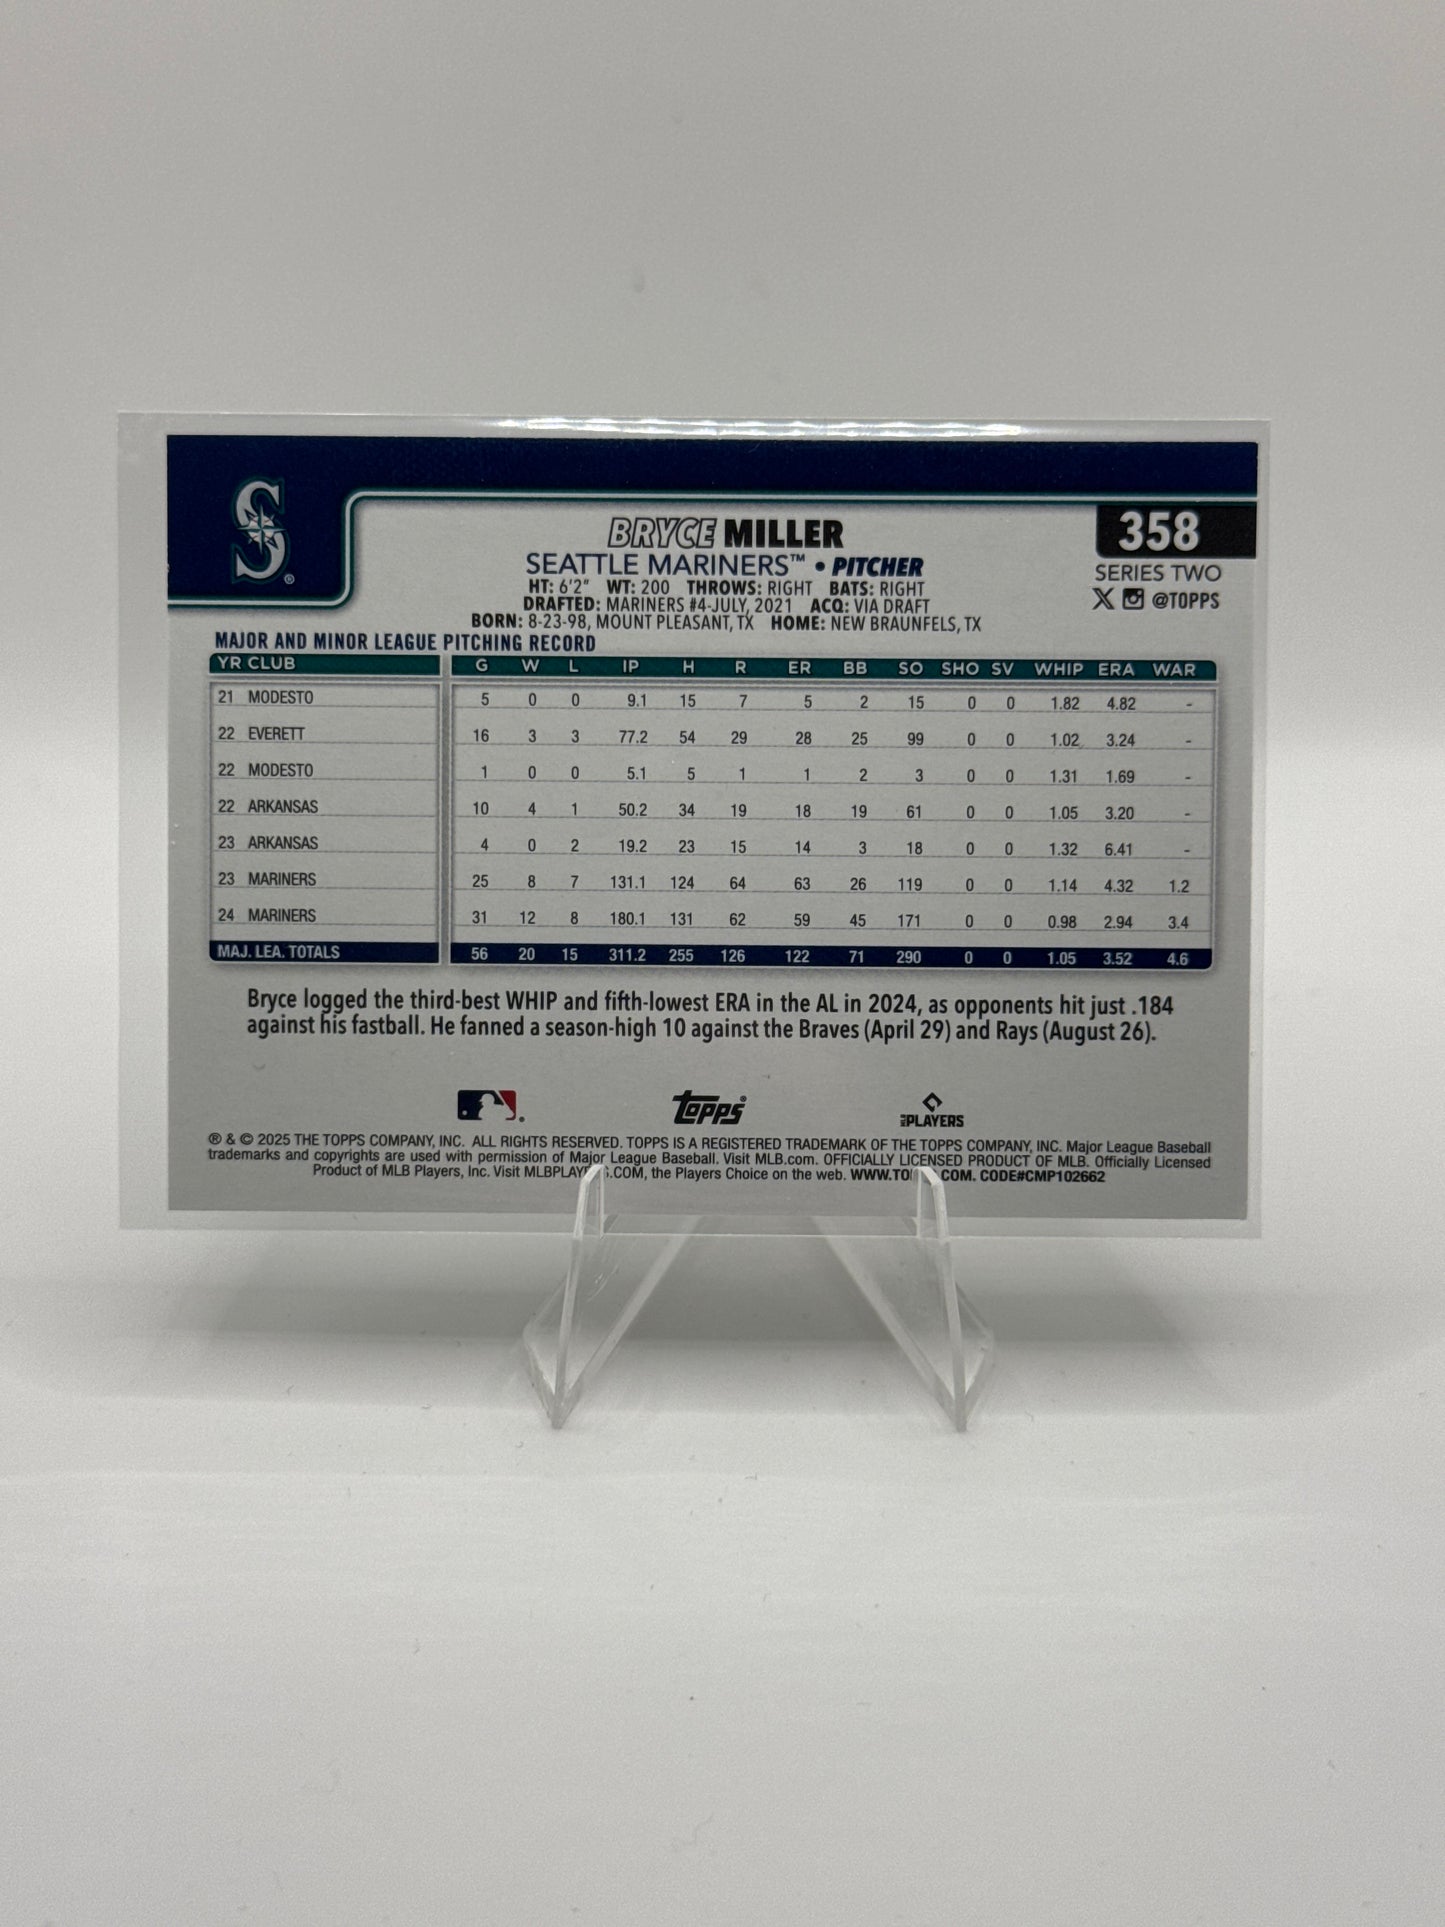 S®
BRYCE MILLER
358
SEATTLE MARINERS™ • PITCHER
SERIES TWO
HT: 6'2" WT: 200 THROWS: RIGHT BATS: RIGHT
X @TOPPS
DRAFTED: MARINERS #4-JULY, 2021 ACQ: VIA DRAFT
BORN: 8-23-98, MOUNT PLEASANT, TX HOME: NEW BRAUNFELS, TX
MAJOR AND MINOR LEAGUE PITCHING RECORD
YR CLUB G W L IP H R ER BB SO SHO SV WHIP ERA WAR
21 MODESTO 5 0 0 9.1 15 7 5 2 15 0 0 1.82 4.82 -
22 EVERETT 16 3 3 77.2 54 29 28 25 99 0 0 1.02 3.24 -
22 MODESTO 1 0 0 5.1 5 1 1 2 3 0 0 1.31 1.69 -
22 ARKANSAS 10 4 1 50.2 34 19 18 19 61 0 0 1.05 3.20 -
23 ARKANSAS 4 0 2 19.2 23 15 14 3 18 0 0 1.32 6.41 -
23 MARINERS 25 8 7 131.1 124 64 63 26 119 0 0 1.14 4.32 1.2
24 MARINERS 31 12 8 180.1 131 62 59 45 171 0 0 0.98 2.94 3.4
MAJ. LEA. TOTALS 56 20 15 311.2 255 126 122 71 290 0 0 1.05 3.52 4.6
Bryce logged the third-best WHIP and fifth-lowest ERA in the AL in 2024, as opponents hit just .184
against his fastball. He fanned a season-high 10 against the Braves (April 29) and Rays (August 26).
Topps® MLB PLAYERS
® & © 2025 THE TOPPS COMPANY, INC. ALL RIGHTS RESERVED. TOPPS IS A REGISTERED TRADEMARK OF THE TOPPS COMPANY, INC. Major League Baseball
trademarks and copyrights are used with permission of Major League Baseball. Visit MLB.com. OFFICIALLY LICENSED PRODUCT OF MLB. Officially Licensed
Product of MLB Players, Inc. Visit the Players Choice on the web. CODE#CMP102662